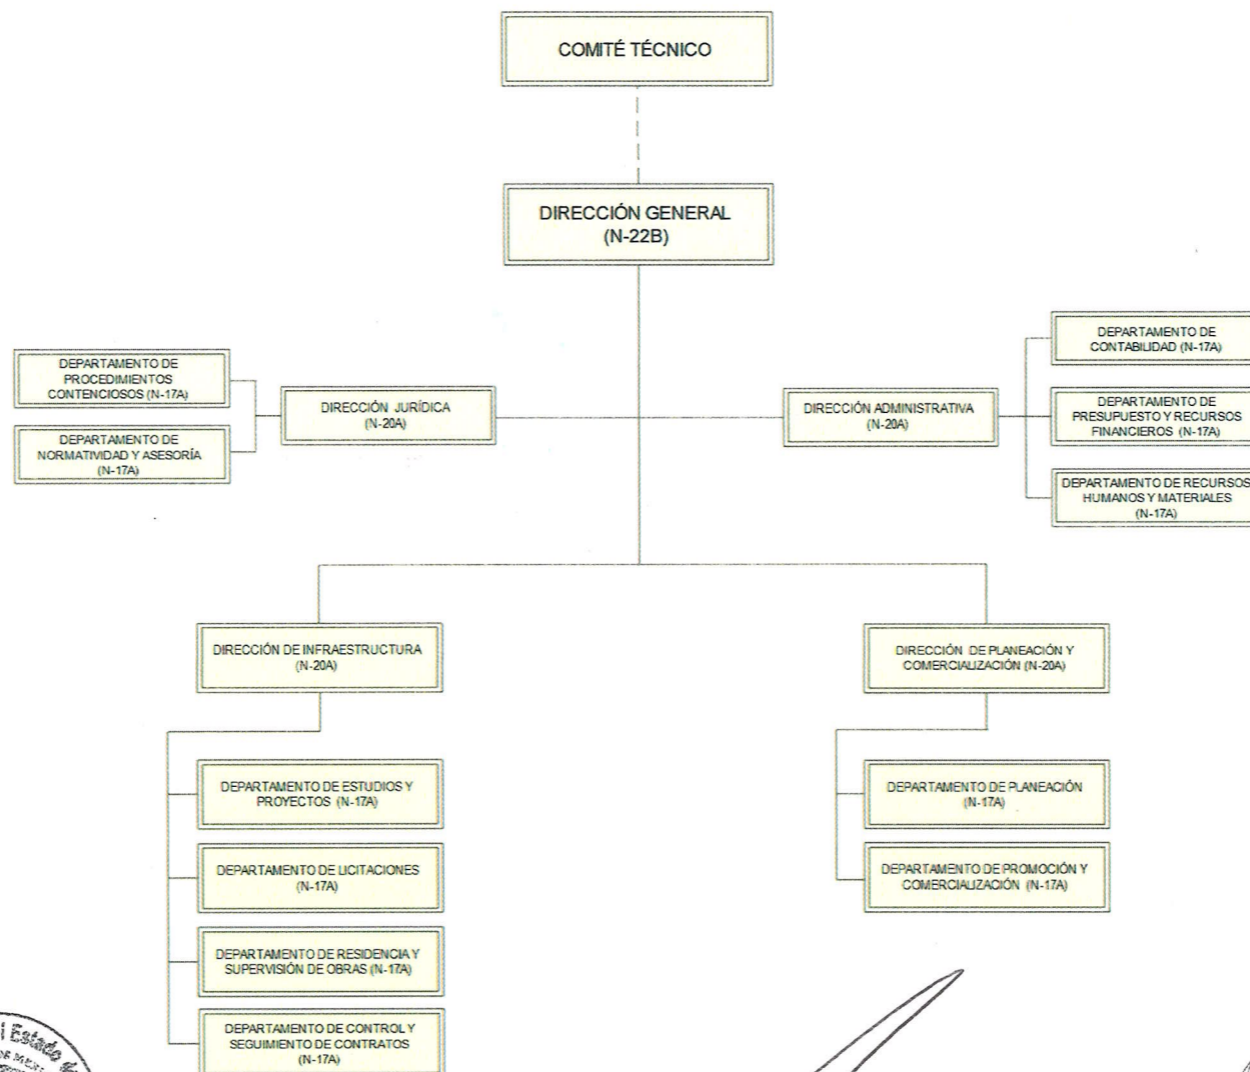 COMITÉ TÉCNICO
DIRECCIÓN GENERAL
(N-22B)
DEPARTAMENTO DE
PROCEDIMIENTOS
CONTENCIOSOS (N-17A)
DEPARTAMENTO DE
NORMATIVIDAD Y ASESORÍA
(N-17A)
DIRECCIÓN JURÍDICA
(N-20A)
DIRECCIÓN ADMINISTRATIVA
(N-20A)
DEPARTAMENTO DE
CONTABILIDAD (N-17A)
DEPARTAMENTO DE
PRESUPUESTO Y RECURSOS
FINANCIEROS (N-17A)
DEPARTAMENTO DE RECURSOS
HUMANOS Y MATERIALES
(N-17A)
DIRECCIÓN DE INFRAESTRUCTURA
(N-20A)
DEPARTAMENTO DE ESTUDIOS Y
PROYECTOS (N-17A)
DEPARTAMENTO DE LICITACIONES
(N-17A)
DEPARTAMENTO DE RESIDENCIA Y
SUPERVISIÓN DE OBRAS (N-17A)
DEPARTAMENTO DE CONTROL Y
SEGUIMIENTO DE CONTRATOS
(N-17A)
DIRECCIÓN DE PLANEACIÓN Y
COMERCIALIZACIÓN (N-20A)
DEPARTAMENTO DE PLANEACIÓN
(N-17A)
DEPARTAMENTO DE PROMOCIÓN Y
COMERCIALIZACIÓN (N-17A)
l Estado de